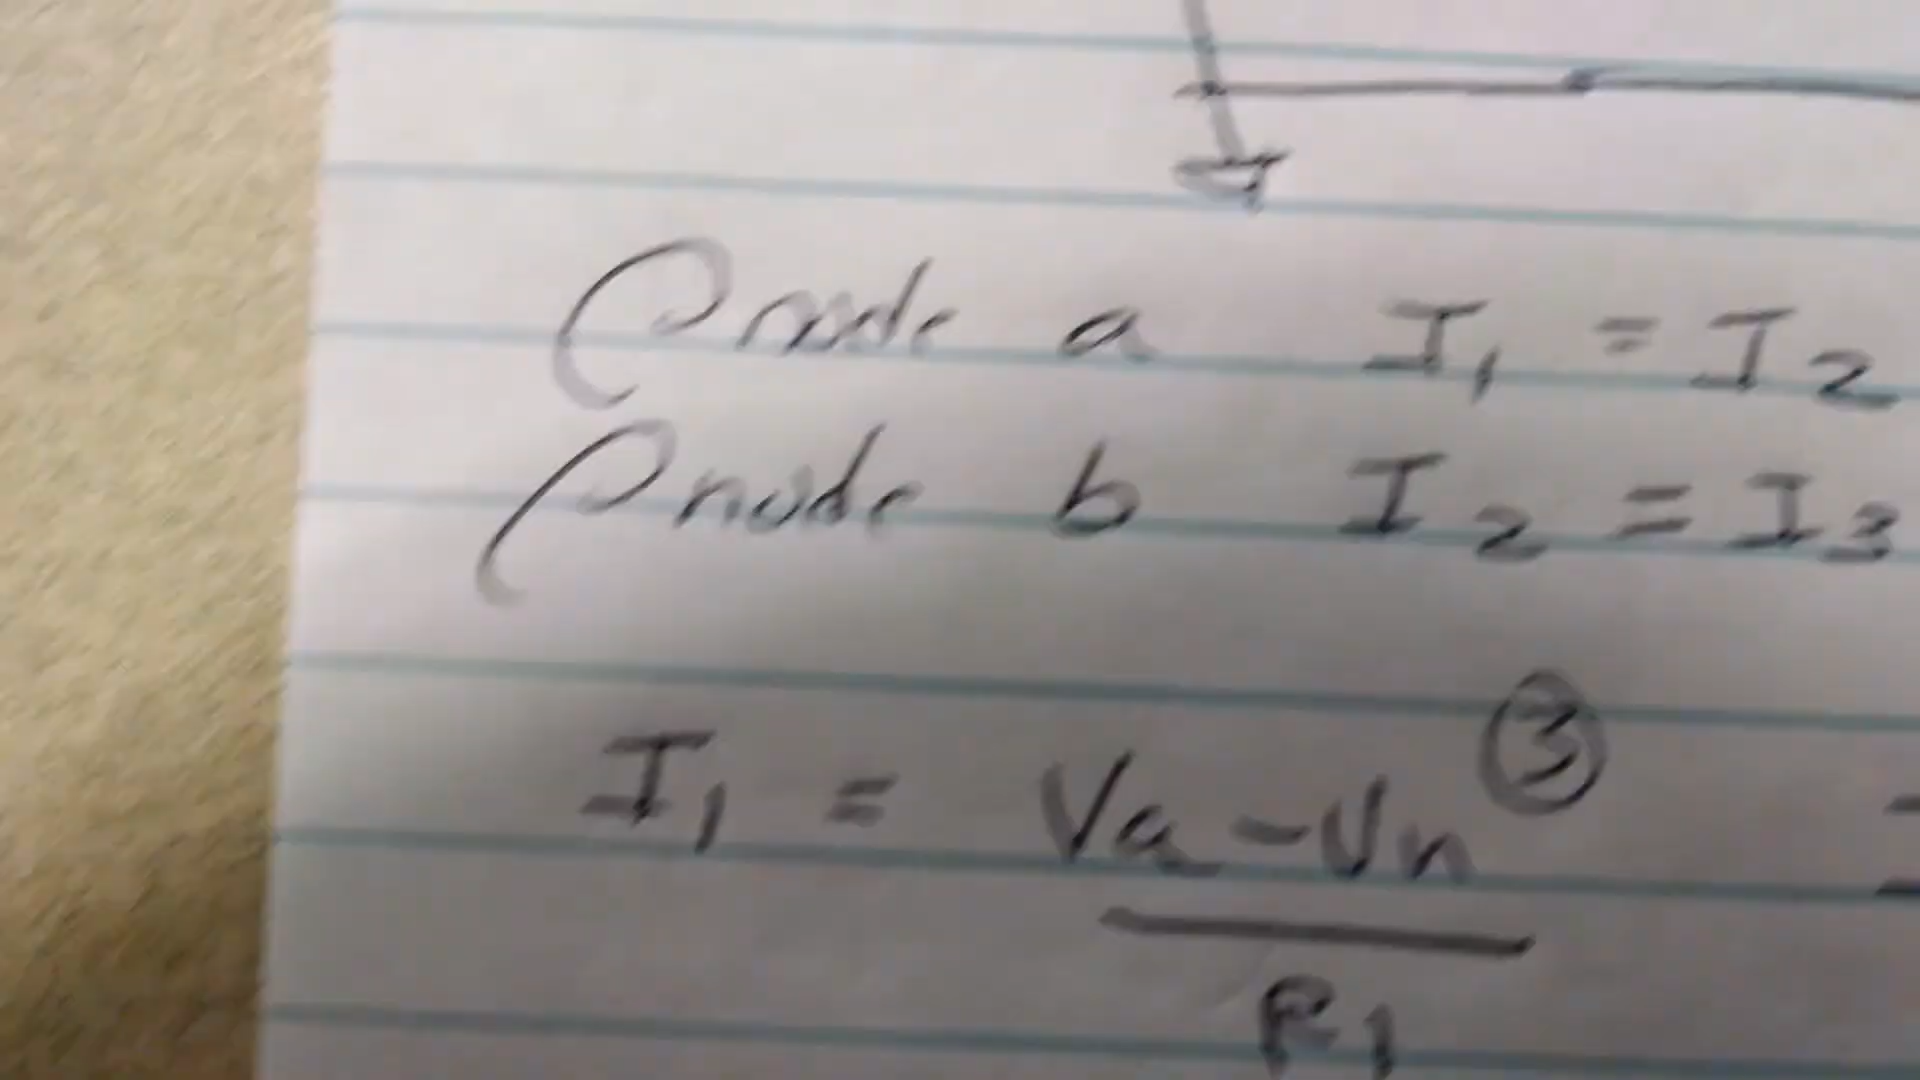 @ node a I1 = I2
@ node b I2 = I3
③
I1 = Va - Vn
R1